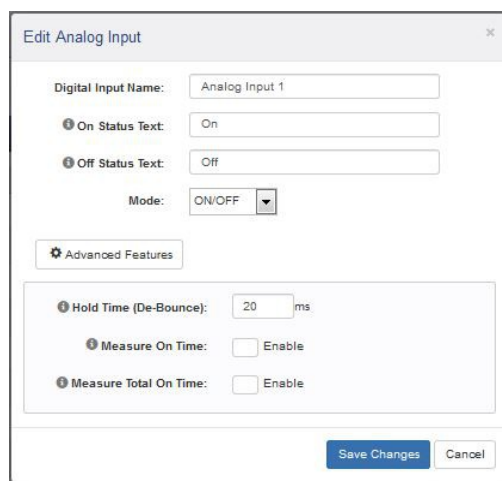 Edit Analog Input ×
Digital Input Name: Analog Input 1
On Status Text: On
Off Status Text: Off
Mode: ON/OFF
Advanced Features
Hold Time (De-Bounce): 20 ms
Measure On Time: Enable
Measure Total On Time: Enable
Save Changes Cancel